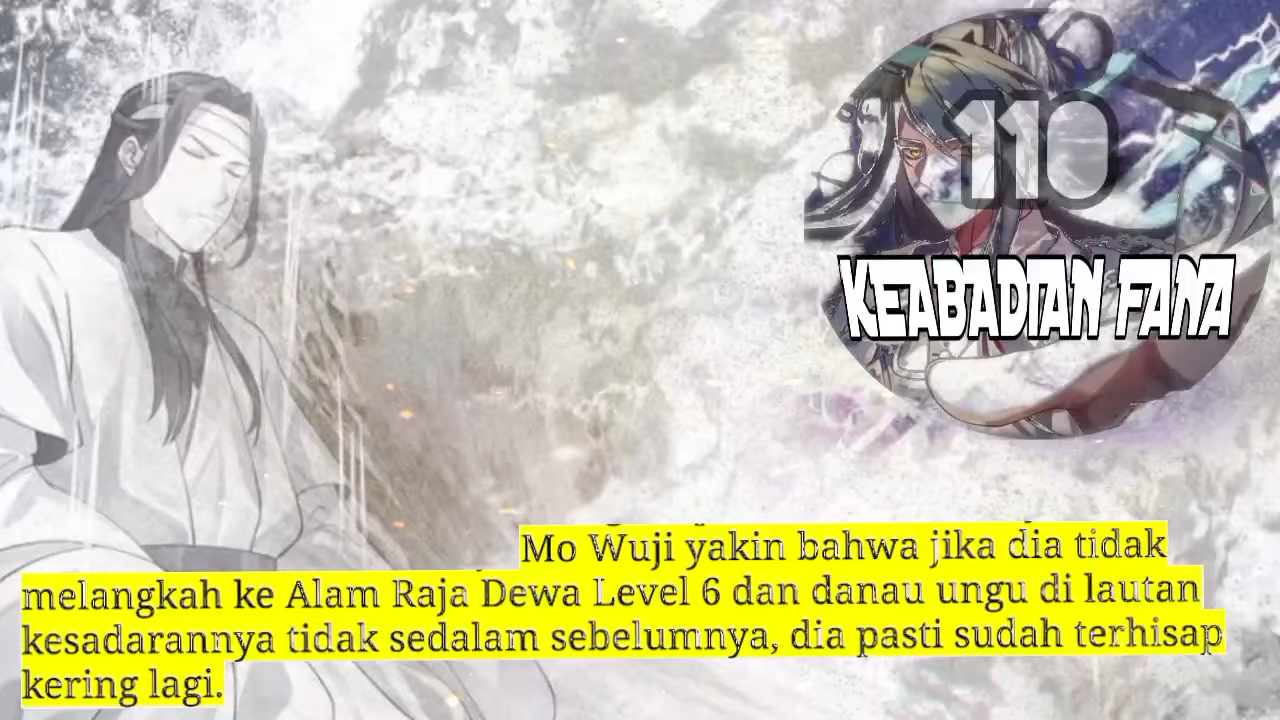 110
KEABADIAN FANA
Mo Wuji yakin bahwa jika dia tidak
melangkah ke Alam Raja Dewa Level 6 dan danau ungu di lautan
kesadarannya tidak sedalam sebelumnya, dia pasti sudah terhisap
kering lagi.